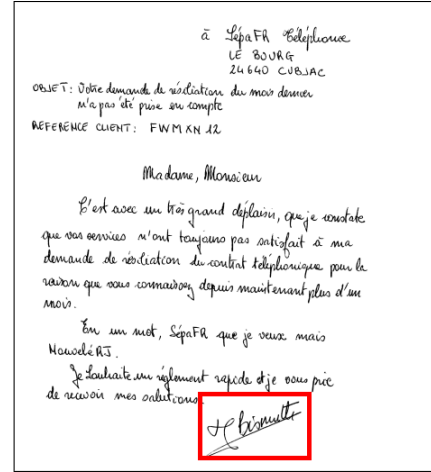 à SépaFR Téléphone
LE BOURG
24640 CUBJAC
OBJET: Votre demande de résiliation du mois dernier
n'a pas été prise en compte
REFERENCE CLIENT: FWMXN12
Madame, Monsieur
C'est avec un très grand déplaisir, que je constate
que vos services n'ont toujours pas satisfait à ma
demande de résiliation du contrat téléphonique pour la
raison que vous connaissez depuis maintenant plus d'un
mois.
En un mot, SépaFR que je veux mais
NouveléRJ.
Je souhaite un règlement rapide et je vous prie
de recevoir mes salutations
Bismuth